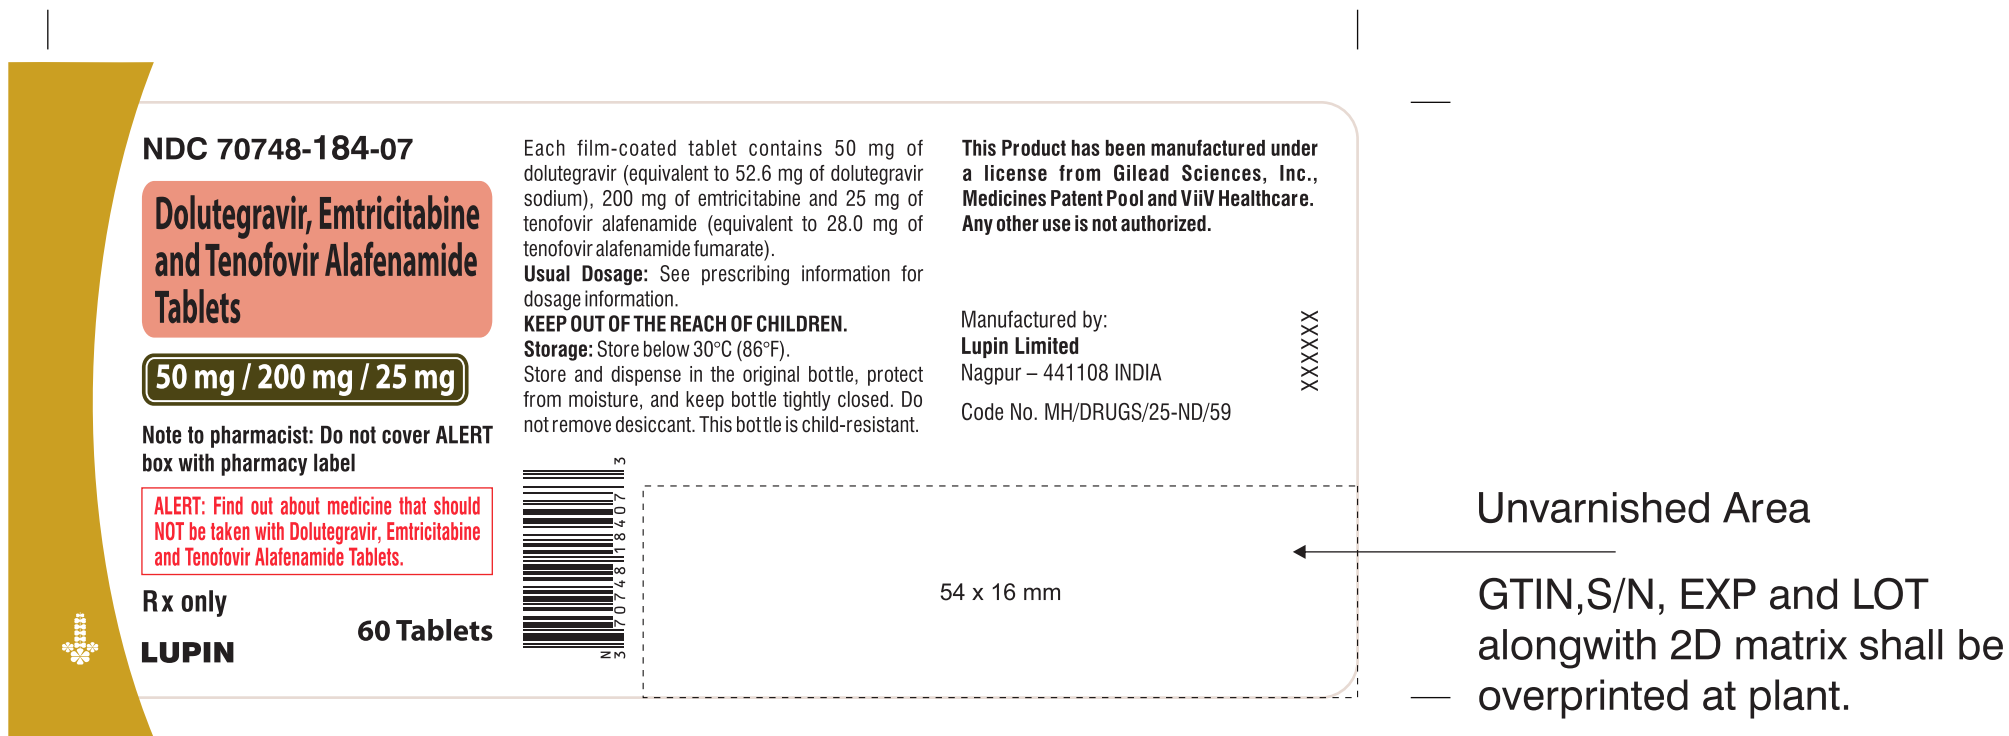 NDC 70748-184-07
Dolutegravir, Emtricitabine
and Tenofovir Alafenamide
Tablets
50 mg / 200 mg / 25 mg
Note to pharmacist: Do not cover ALERT
box with pharmacy label
ALERT: Find out about medicine that should
NOT be taken with Dolutegravir, Emtricitabine
and Tenofovir Alafenamide Tablets.
Rx only
60 Tablets
LUPIN
Each film-coated tablet contains 50 mg of
dolutegravir (equivalent to 52.6 mg of dolutegravir
sodium), 200 mg of emtricitabine and 25 mg of
tenofovir alafenamide (equivalent to 28.0 mg of
tenofovir alafenamide fumarate).
Usual Dosage: See prescribing information for
dosage information.
KEEP OUT OF THE REACH OF CHILDREN.
Storage: Store below 30°C (86°F).
Store and dispense in the original bottle, protect
from moisture, and keep bottle tightly closed. Do
not remove desiccant. This bottle is child-resistant.
N
3 70748 18407 3
This Product has been manufactured under
a license from Gilead Sciences, Inc.,
Medicines Patent Pool and ViiV Healthcare.
Any other use is not authorized.
Manufactured by:
Lupin Limited
Nagpur – 441108 INDIA
Code No. MH/DRUGS/25-ND/59
XXXXXX
54 x 16 mm
Unvarnished Area
GTIN,S/N, EXP and LOT
alongwith 2D matrix shall be
overprinted at plant.